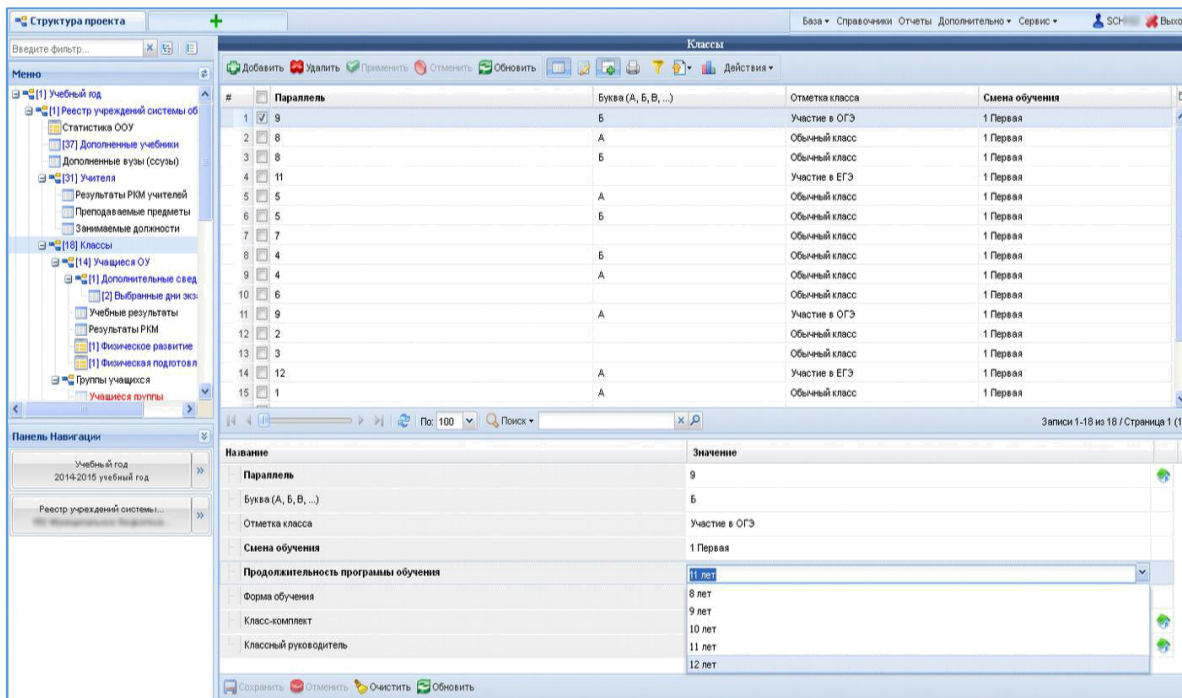 Структура проекта
База Справочники Отчеты Дополнительно Сервис SCH Выхо
Введите фильтр...
Меню
[1] Учебный год
[1] Реестр учреждений системы об
Статистика ООУ
[37] Дополненные учебники
Дополненные вузы (ссузы)
[31] Учителя
Результаты РКМ учителей
Преподаваемые предметы
Занимаемые должности
[18] Классы
[14] Учащиеся ОУ
[1] Дополнительные свед
[2] Выбранные дни экз
Учебные результаты
Результаты РКМ
[1] Физическое развитие
[1] Физическая подготовл
Группы учащихся
Учащиеся группы
Панель Навигации
Учебный год
2014-2015 учебный год
Реестр учреждений системы...
Классы
Добавить Удалить Применить Отменить Обновить Действия
# Параллель Буква (А, Б, В, ...) Отметка класса Смена обучения
1 9 Б Участие в ОГЭ 1 Первая
2 8 А Обычный класс 1 Первая
3 8 Б Обычный класс 1 Первая
4 11 Участие в ЕГЭ 1 Первая
5 5 А Обычный класс 1 Первая
6 5 Б Обычный класс 1 Первая
7 7 Обычный класс 1 Первая
8 4 Б Обычный класс 1 Первая
9 4 А Обычный класс 1 Первая
10 6 Обычный класс 1 Первая
11 9 А Участие в ОГЭ 1 Первая
12 2 Обычный класс 1 Первая
13 3 Обычный класс 1 Первая
14 12 А Участие в ЕГЭ 1 Первая
15 1 А Обычный класс 1 Первая
По: 100 Поиск Записи 1-18 из 18 / Страница 1 (1
Название Значение
Параллель 9
Буква (А, Б, В, ...) Б
Отметка класса Участие в ОГЭ
Смена обучения 1 Первая
Продолжительность программы обучения 11 лет
Форма обучения
Класс-комплект
Классный руководитель
8 лет
9 лет
10 лет
11 лет
12 лет
Сохранить Отменить Очистить Обновить